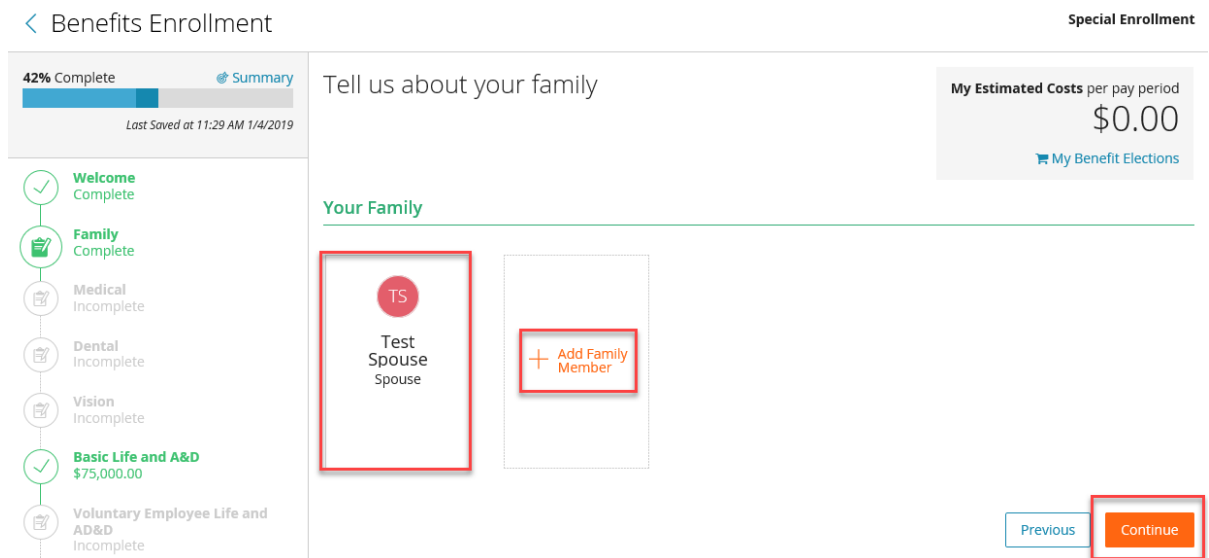 Benefits Enrollment
Special Enrollment
42% Complete
Summary
Last Saved at 11:29 AM 1/4/2019
Welcome
Complete
Family
Complete
Medical
Incomplete
Dental
Incomplete
Vision
Incomplete
Basic Life and A&D
$75,000.00
Voluntary Employee Life and
AD&D
Incomplete
Tell us about your family
My Estimated Costs per pay period
$0.00
My Benefit Elections
Your Family
TS
Test
Spouse
Spouse
Add Family
Member
Previous
Continue